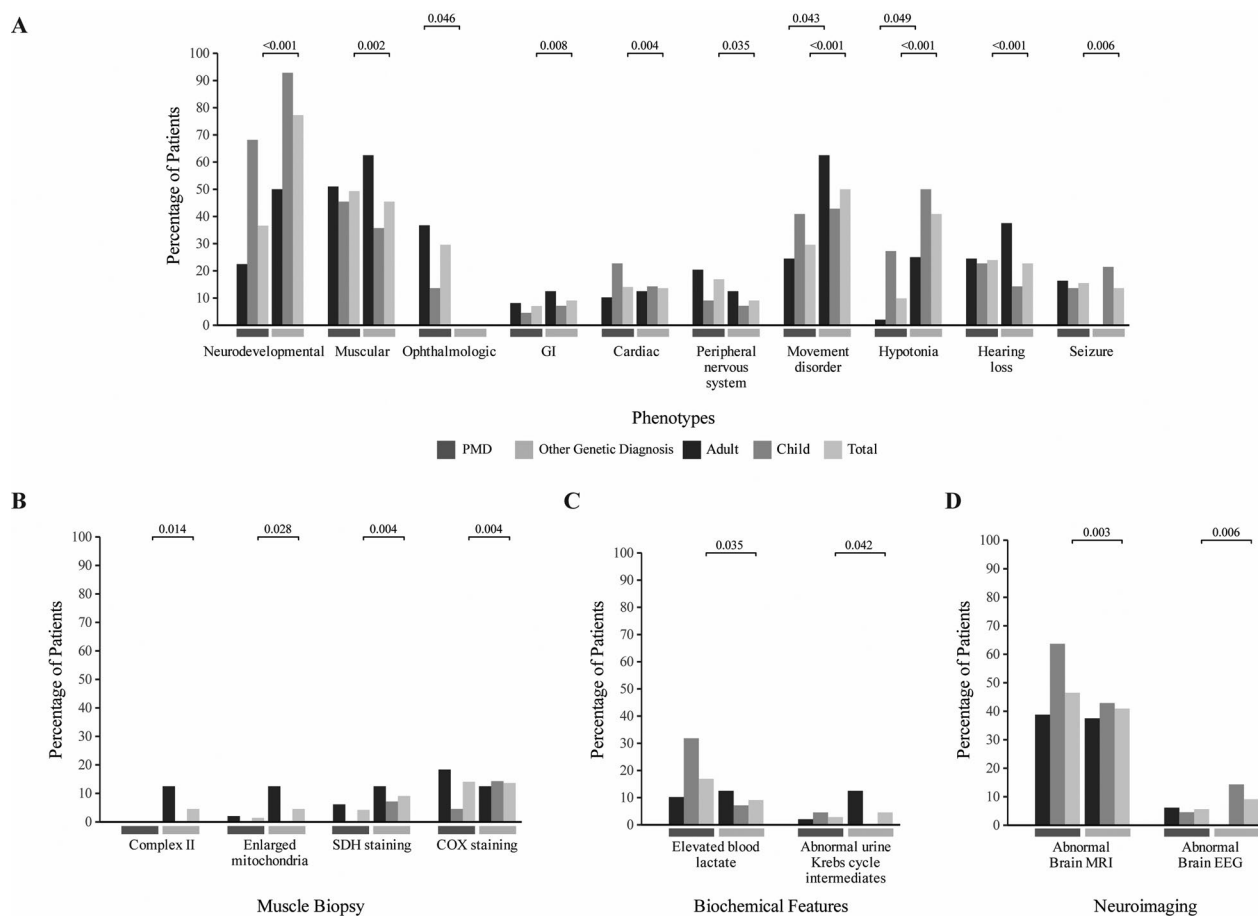 A
0.046
0.043
0.049
<0.001
0.002
0.008
0.004
0.035
<0.001
<0.001
<0.001
0.006
Percentage of Patients
100
90
80
70
60
50
40
30
20
10
0
Neurodevelopmental
Muscular
Ophthalmologic
GI
Cardiac
Peripheral
nervous
system
Movement
disorder
Hypotonia
Hearing
loss
Seizure
Phenotypes
PMD
Other Genetic Diagnosis
Adult
Child
Total
B
0.014
0.028
0.004
0.004
Percentage of Patients
100
90
80
70
60
50
40
30
20
10
0
Complex II
Enlarged
mitochondria
SDH staining
COX staining
Muscle Biopsy
C
0.035
0.042
Percentage of Patients
100
90
80
70
60
50
40
30
20
10
0
Elevated blood
lactate
Abnormal urine
Krebs cycle
intermediates
Biochemical Features
D
0.003
0.006
Percentage of Patients
100
90
80
70
60
50
40
30
20
10
0
Abnormal
Brain MRI
Abnormal
Brain EEG
Neuroimaging